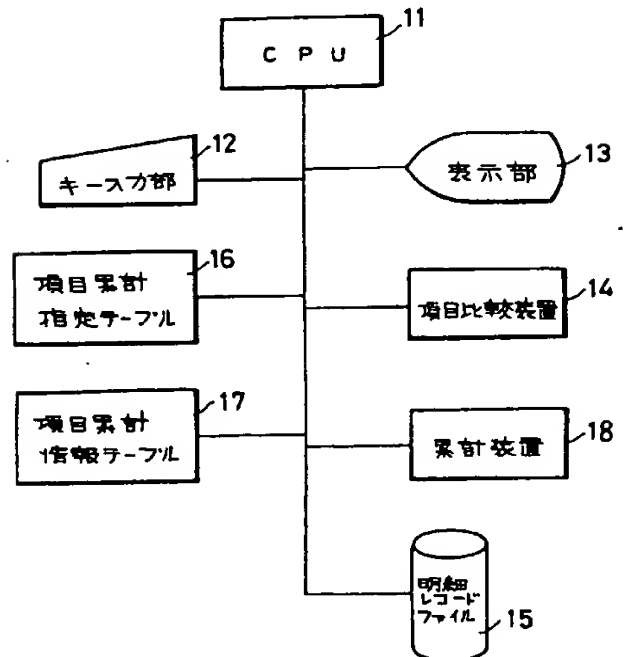 11
CPU
12
キー入力部
表示部
13
16
項目累計
指定テーブル
項目比較装置
14
17
項目累計
情報テーブル
累計装置
18
明細
レコード
ファイル
15